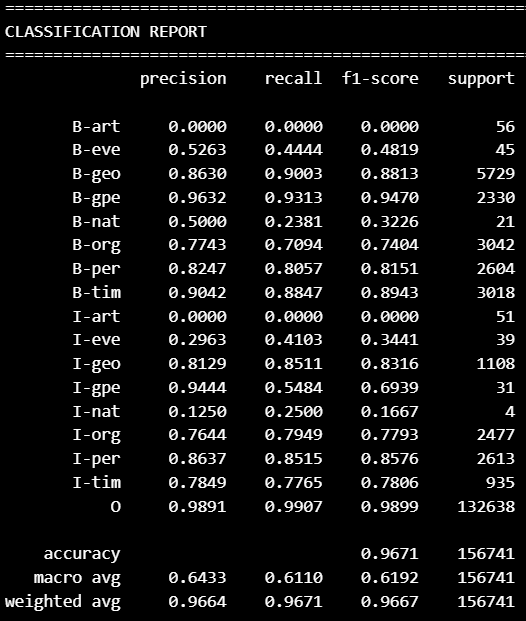 ==================================================
CLASSIFICATION REPORT
==================================================
precision recall f1-score support
B-art 0.0000 0.0000 0.0000 56
B-eve 0.5263 0.4444 0.4819 45
B-geo 0.8630 0.9003 0.8813 5729
B-gpe 0.9632 0.9313 0.9470 2330
B-nat 0.5000 0.2381 0.3226 21
B-org 0.7743 0.7094 0.7404 3042
B-per 0.8247 0.8057 0.8151 2604
B-tim 0.9042 0.8847 0.8943 3018
I-art 0.0000 0.0000 0.0000 51
I-eve 0.2963 0.4103 0.3441 39
I-geo 0.8129 0.8511 0.8316 1108
I-gpe 0.9444 0.5484 0.6939 31
I-nat 0.1250 0.2500 0.1667 4
I-org 0.7644 0.7949 0.7793 2477
I-per 0.8637 0.8515 0.8576 2613
I-tim 0.7849 0.7765 0.7806 935
O 0.9891 0.9907 0.9899 132638
accuracy 0.9671 156741
macro avg 0.6433 0.6110 0.6192 156741
weighted avg 0.9664 0.9671 0.9667 156741